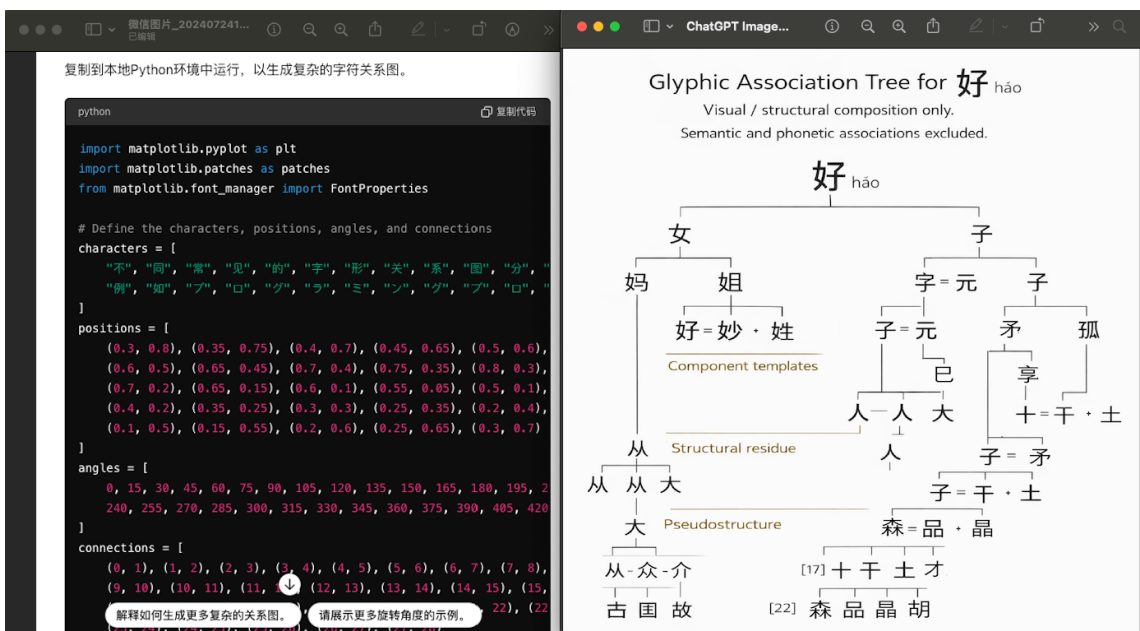 微信图片_202407241...
已编辑
复制到本地Python环境中运行，以生成复杂的字符关系图。
python
复制代码
import matplotlib.pyplot as plt
import matplotlib.patches as patches
from matplotlib.font_manager import FontProperties
# Define the characters, positions, angles, and connections
characters = [
"不", "同", "常", "见", "的", "字", "形", "关", "系", "图", "分", "
"例", "如", "プ", "ロ", "グ", "ラ", "ミ", "ン", "グ", "プ", "ロ", "
]
positions = [
(0.3, 0.8), (0.35, 0.75), (0.4, 0.7), (0.45, 0.65), (0.5, 0.6),
(0.6, 0.5), (0.65, 0.45), (0.7, 0.4), (0.75, 0.35), (0.8, 0.3),
(0.7, 0.2), (0.65, 0.15), (0.6, 0.1), (0.55, 0.05), (0.5, 0.1),
(0.4, 0.2), (0.35, 0.25), (0.3, 0.3), (0.25, 0.35), (0.2, 0.4),
(0.1, 0.5), (0.15, 0.55), (0.2, 0.6), (0.25, 0.65), (0.3, 0.7)
]
angles = [
0, 15, 30, 45, 60, 75, 90, 105, 120, 135, 150, 165, 180, 195, 2
240, 255, 270, 285, 300, 315, 330, 345, 360, 375, 390, 405, 420
]
connections = [
(0, 1), (1, 2), (2, 3), (3, 4), (4, 5), (5, 6), (6, 7), (7, 8),
(9, 10), (10, 11), (11, 1 (12, 13), (13, 14), (14, 15), (15,
解释如何生成更多复杂的关系图。
请展示更多旋转角度的示例。
, 22), (22
ChatGPT Image...
Glyphic Association Tree for 好 háo
Visual / structural composition only.
Semantic and phonetic associations excluded.
好 háo
女 子
妈 姐 字=元 子
好=妙・姓 子=元 矛 孤
Component templates
巳 享
人一人 大 十=干・土
从 Structural residue 人 子= 矛
从 从 大 子=干・土
大 Pseudostructure 森=品・晶
从-众-介 [17] 十 干 土 才
古 国 故 [22] 森 品 晶 胡